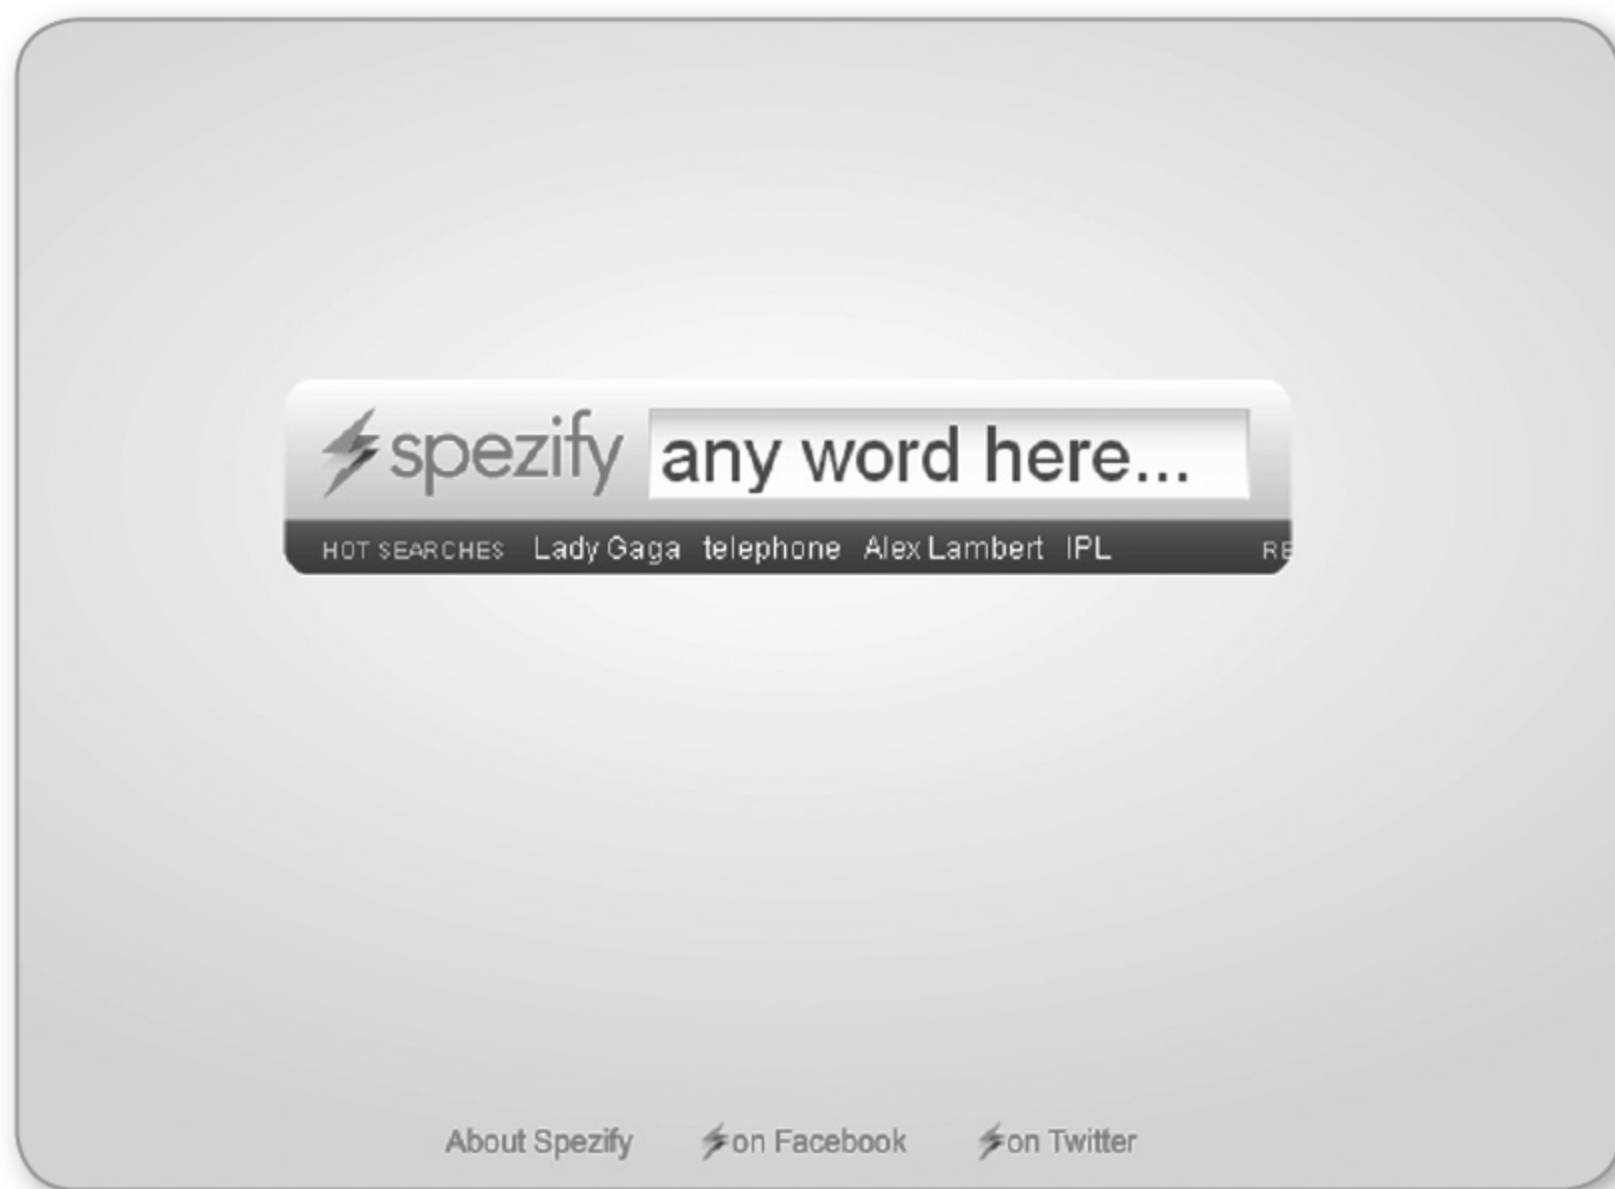 spezify any word here...
HOT SEARCHES Lady Gaga telephone Alex Lambert IPL
About Spezify on Facebook on Twitter